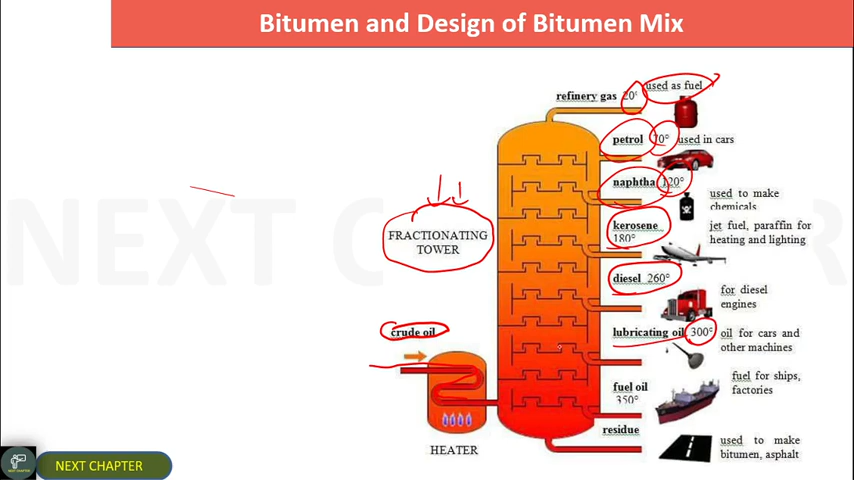 Bitumen and Design of Bitumen Mix
refinery gas 20° used as fuel
petrol 70° used in cars
naphtha 120°
used to make
chemicals
FRACTIONATING
TOWER
kerosene
180°
jet fuel, paraffin for
heating and lighting
diesel 260°
for diesel
engines
crude oil
lubricating oil 300° oil for cars and
other machines
fuel oil
350°
fuel for ships,
factories
residue
used to make
bitumen, asphalt
HEATER
NEXT CHAPTER
NEXT CHAPTER